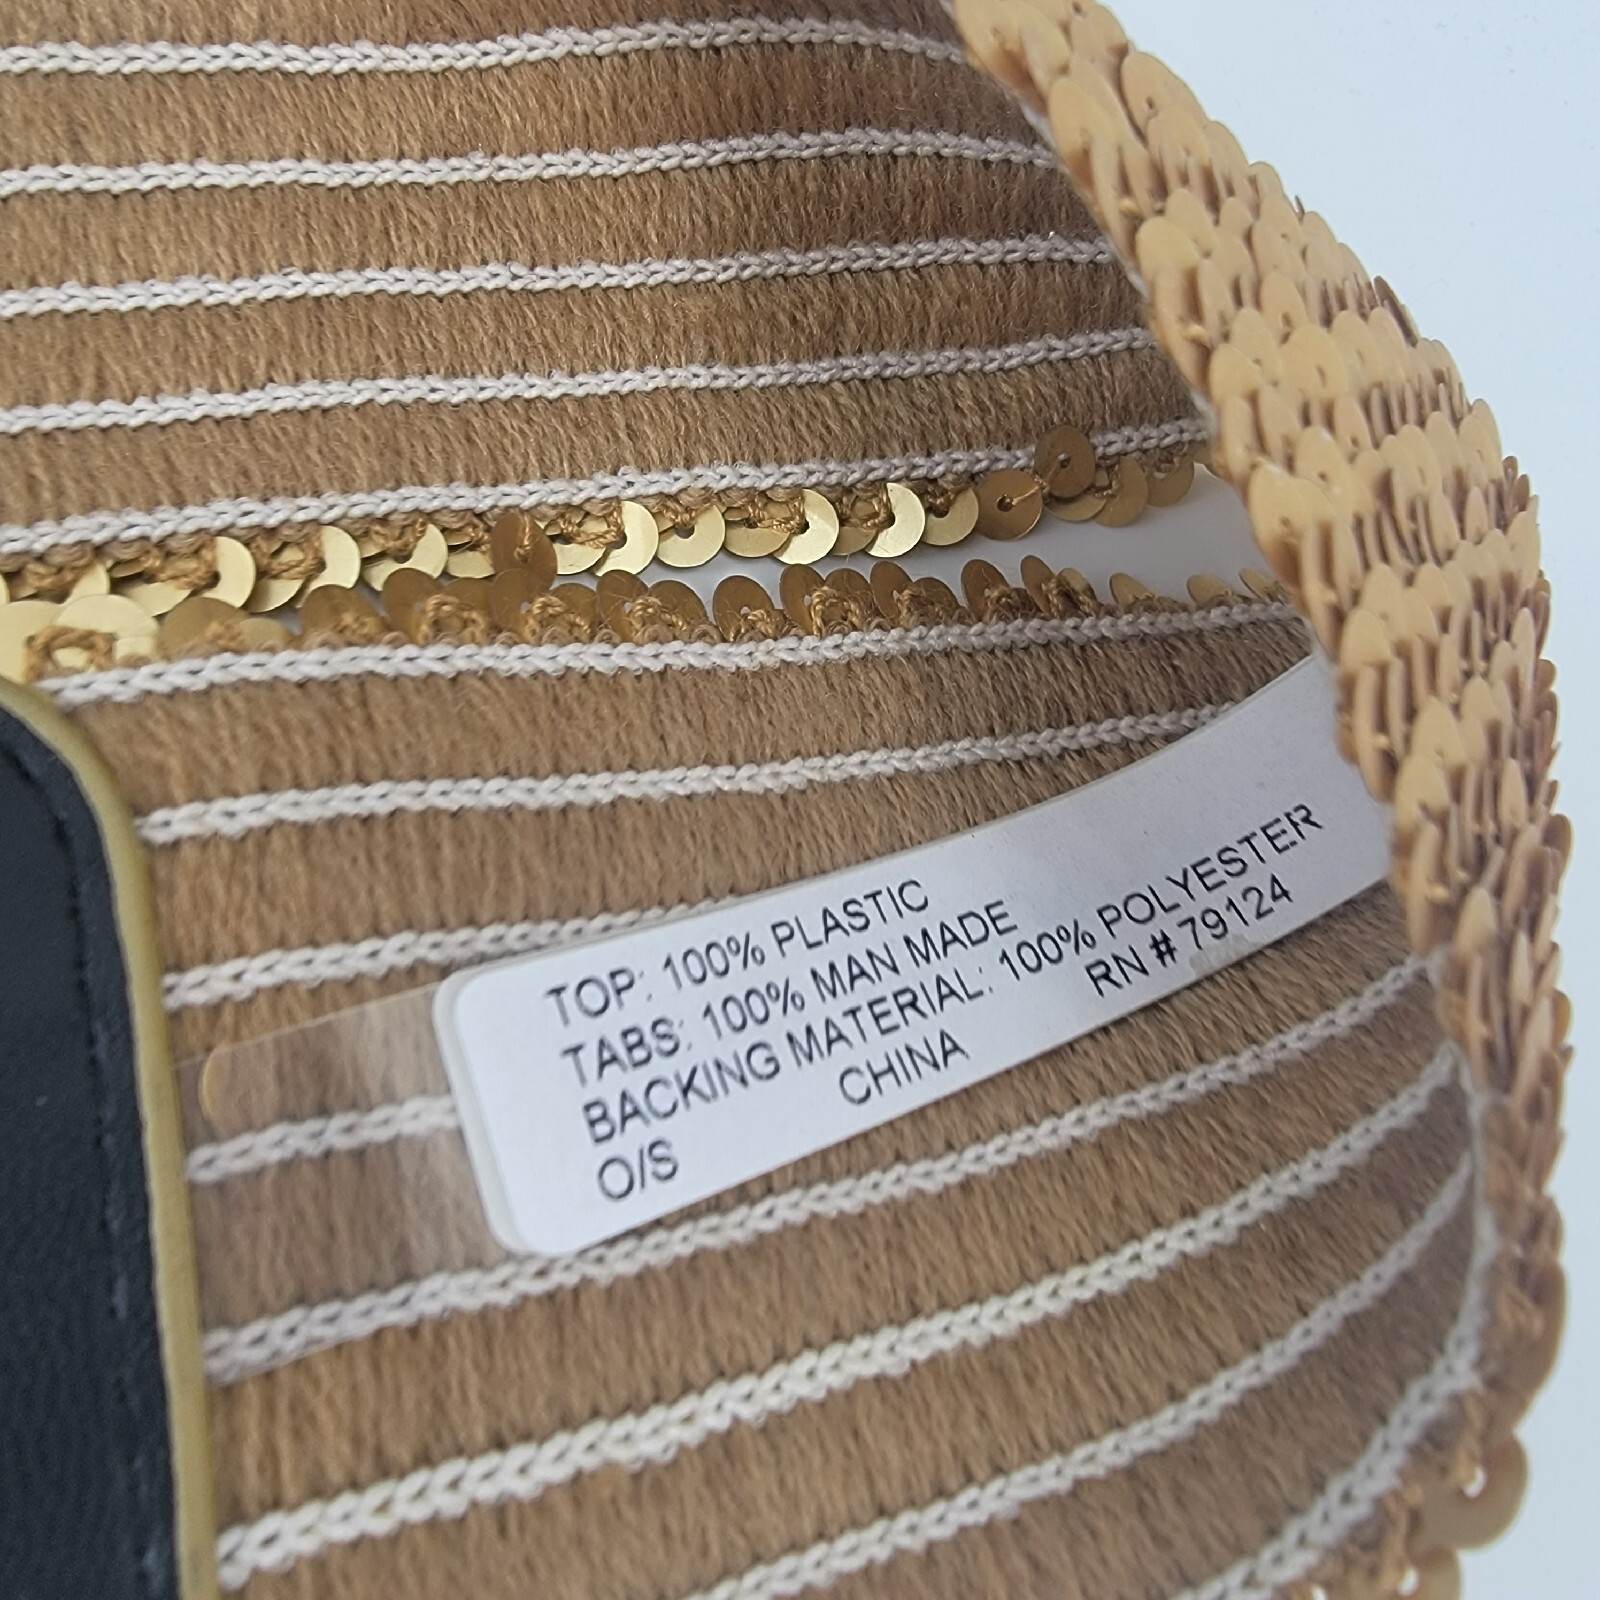 TOP: 100% PLASTIC
TABS: 100% MAN MADE
BACKING MATERIAL: 100% POLYESTER
RN # 79124
CHINA
O/S